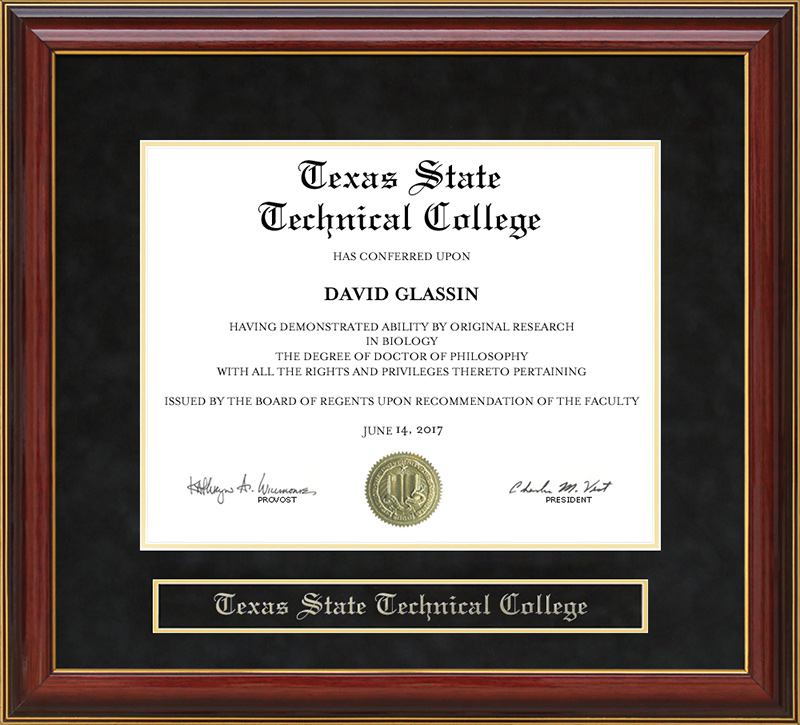 Texas State
Technical College
HAS CONFERRED UPON
DAVID GLASSIN
HAVING DEMONSTRATED ABILITY BY ORIGINAL RESEARCH
IN BIOLOGY
THE DEGREE OF DOCTOR OF PHILOSOPHY
WITH ALL THE RIGHTS AND PRIVILEGES THERETO PERTAINING
ISSUED BY THE BOARD OF REGENTS UPON RECOMMENDATION OF THE FACULTY
JUNE 14, 2017
PROVOST
Charles M. Vest
PRESIDENT
Texas State Technical College